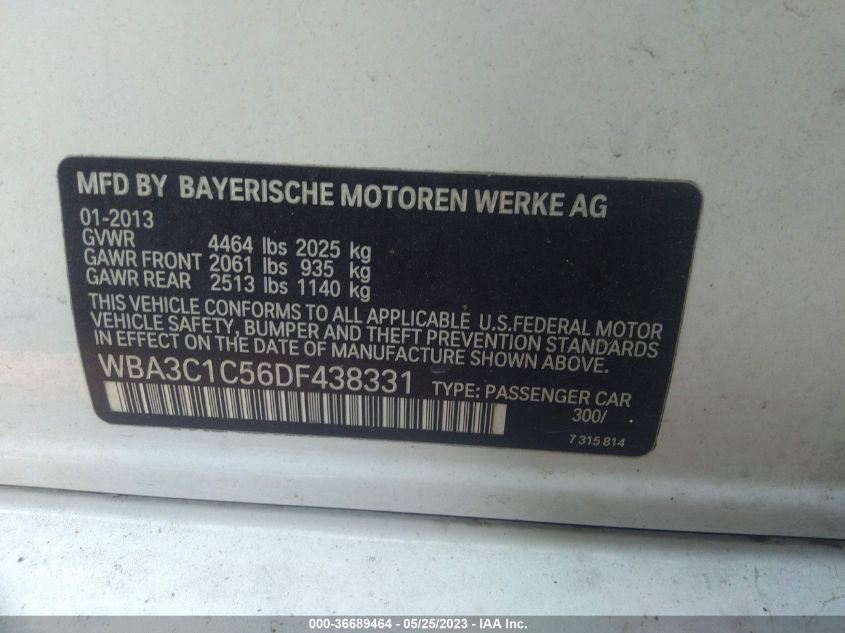 MFD BY BAYERISCHE MOTOREN WERKE AG
01-2013
GVWR 4464 lbs 2025 kg
GAWR FRONT 2061 lbs 935 kg
GAWR REAR 2513 lbs 1140 kg
THIS VEHICLE CONFORMS TO ALL APPLICABLE U.S.FEDERAL MOTOR
VEHICLE SAFETY, BUMPER AND THEFT PREVENTION STANDARDS
IN EFFECT ON THE DATE OF MANUFACTURE SHOWN ABOVE.
WBA3C1C56DF438331 TYPE: PASSENGER CAR
300/
7 315 814
000-36689464 - 05/25/2023 - IAA Inc.